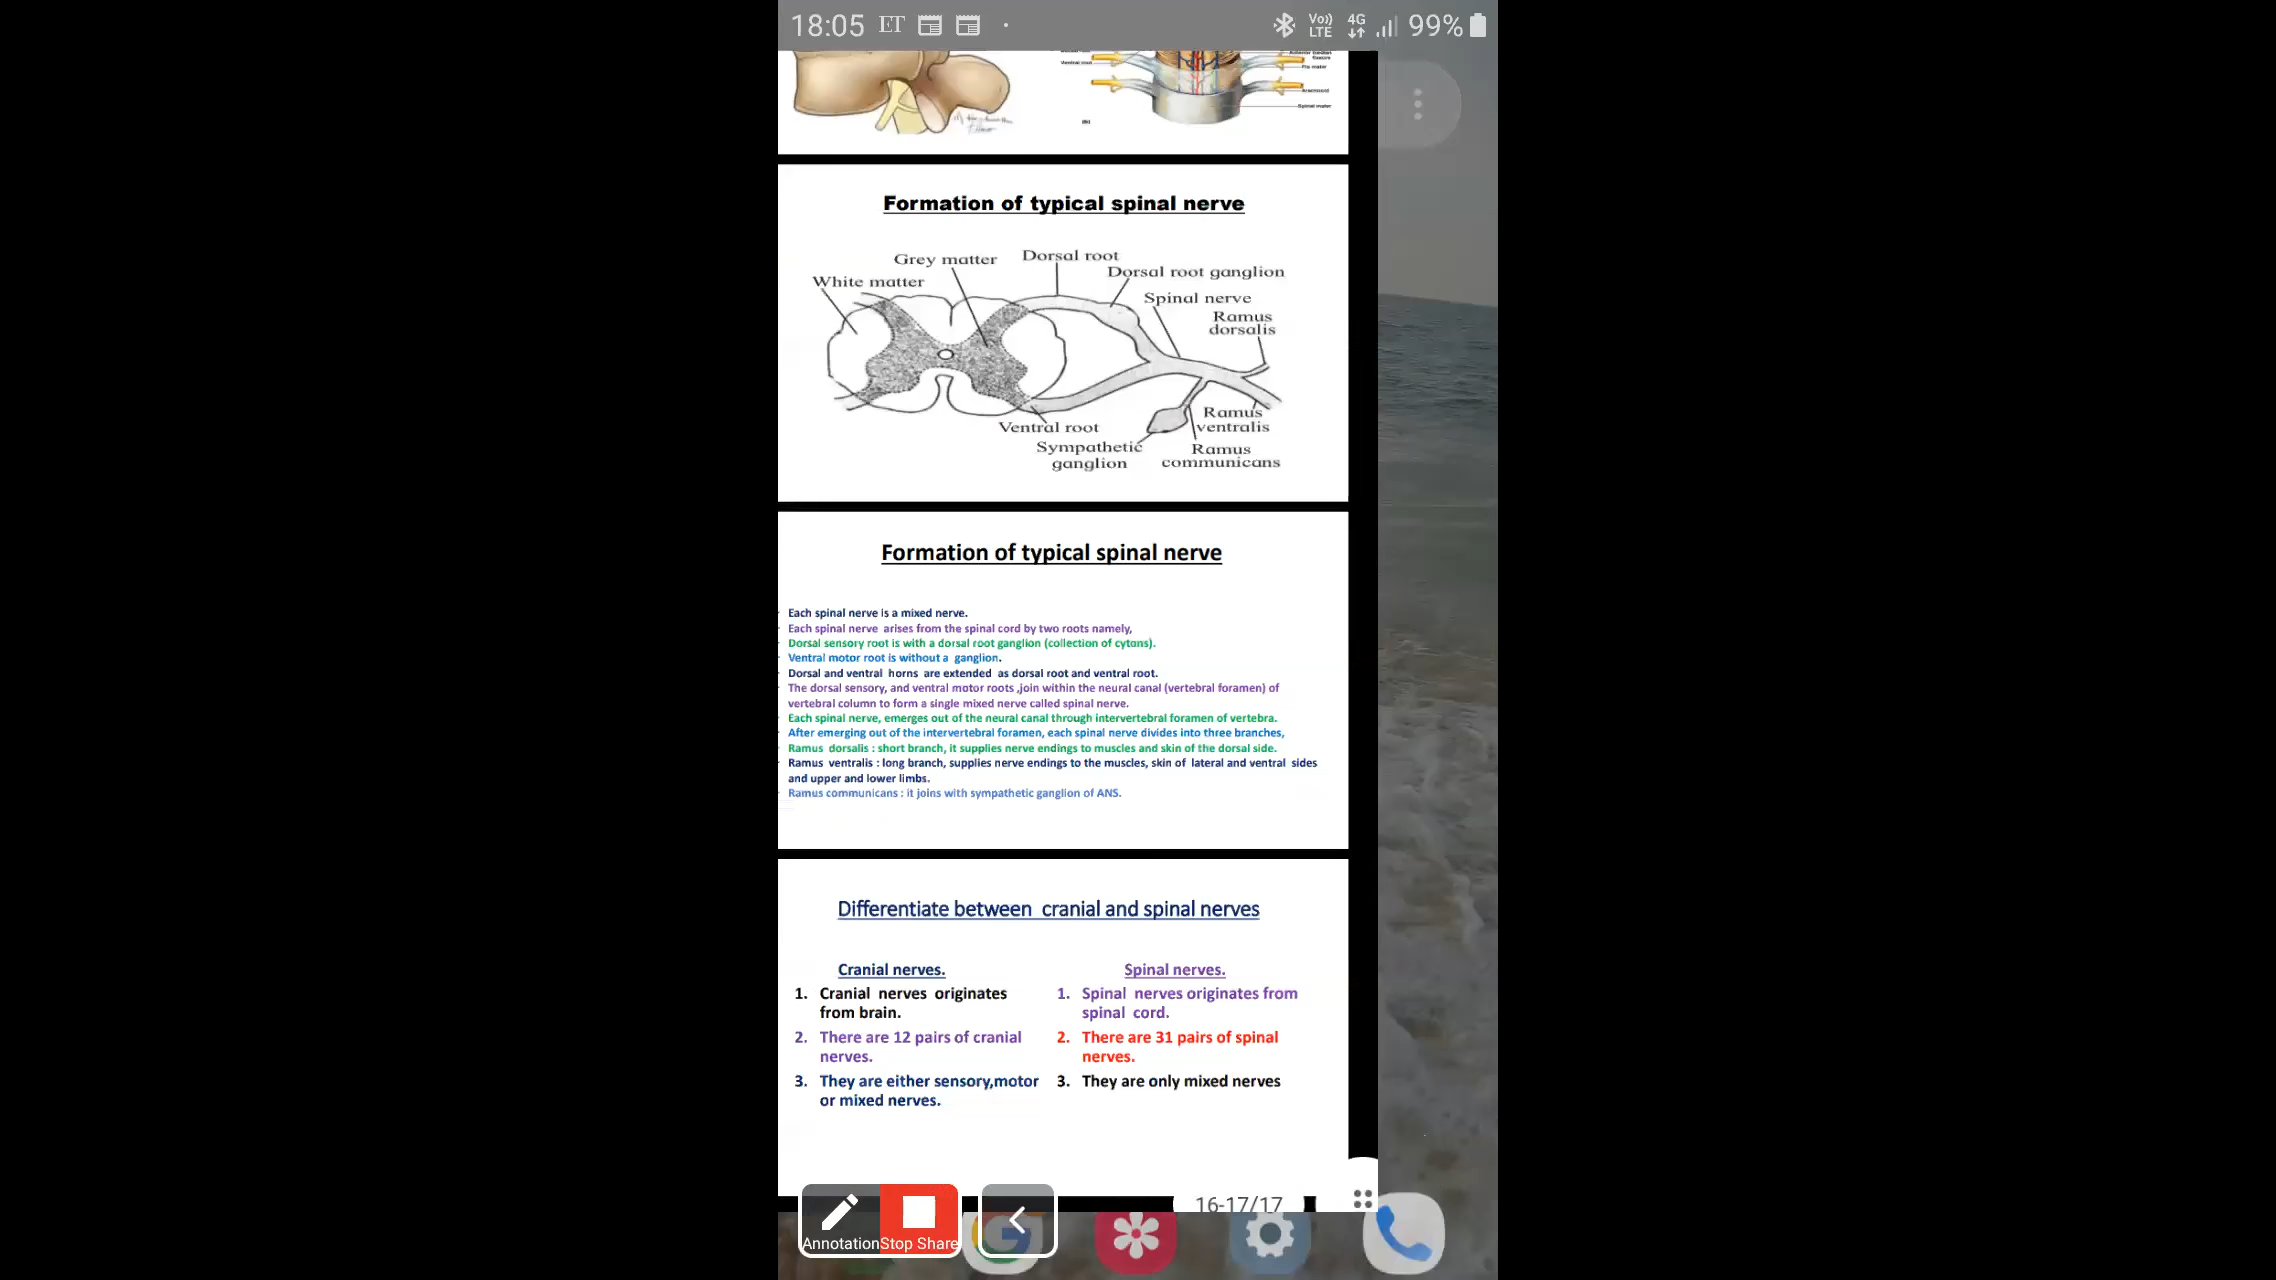 18:05 ET
Vo))
LTE
4G
99%
Ventral root
Pia mater
Arachnoid
(b)
Formation of typical spinal nerve
Grey matter
Dorsal root
White matter
Dorsal root ganglion
Spinal nerve
Ramus
dorsalis
Ramus
ventralis
Ventral root
Sympathetic
ganglion
Ramus
communicans
Formation of typical spinal nerve
Each spinal nerve is a mixed nerve.
Each spinal nerve arises from the spinal cord by two roots namely,
Dorsal sensory root is with a dorsal root ganglion (collection of cytons).
Ventral motor root is without a ganglion.
Dorsal and ventral horns are extended as dorsal root and ventral root.
The dorsal sensory, and ventral motor roots ,join within the neural canal (vertebral foramen) of
vertebral column to form a single mixed nerve called spinal nerve.
Each spinal nerve, emerges out of the neural canal through intervertebral foramen of vertebra.
After emerging out of the intervertebral foramen, each spinal nerve divides into three branches,
Ramus dorsalis : short branch, it supplies nerve endings to muscles and skin of the dorsal side.
Ramus ventralis : long branch, supplies nerve endings to the muscles, skin of lateral and ventral sides
and upper and lower limbs.
Ramus communicans : it joins with sympathetic ganglion of ANS.
Differentiate between cranial and spinal nerves
Cranial nerves.
1. Cranial nerves originates
from brain.
2. There are 12 pairs of cranial
nerves.
3. They are either sensory,motor
or mixed nerves.
Spinal nerves.
1. Spinal nerves originates from
spinal cord.
2. There are 31 pairs of spinal
nerves.
3. They are only mixed nerves
16-17/17
Annotation
Stop Share